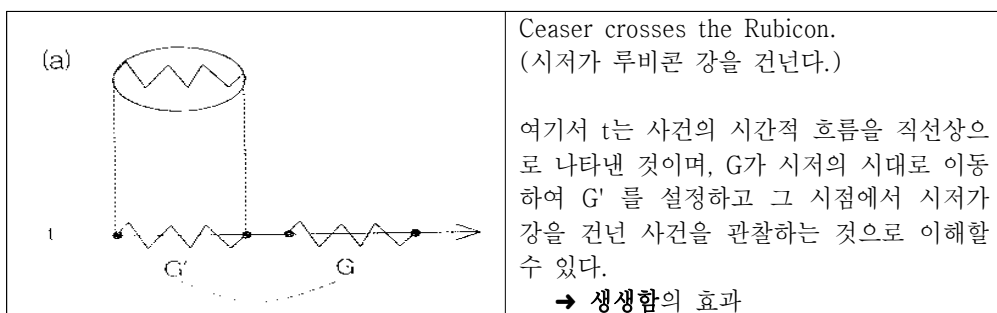 (a)
t
G'
G
Ceaser crosses the Rubicon.
(시저가 루비콘 강을 건넌다.)
여기서 t는 사건의 시간적 흐름을 직선상으
로 나타낸 것이며, G가 시저의 시대로 이동
하여 G' 를 설정하고 그 시점에서 시저가
강을 건넌 사건을 관찰하는 것으로 이해할
수 있다.
➜ 생생함의 효과